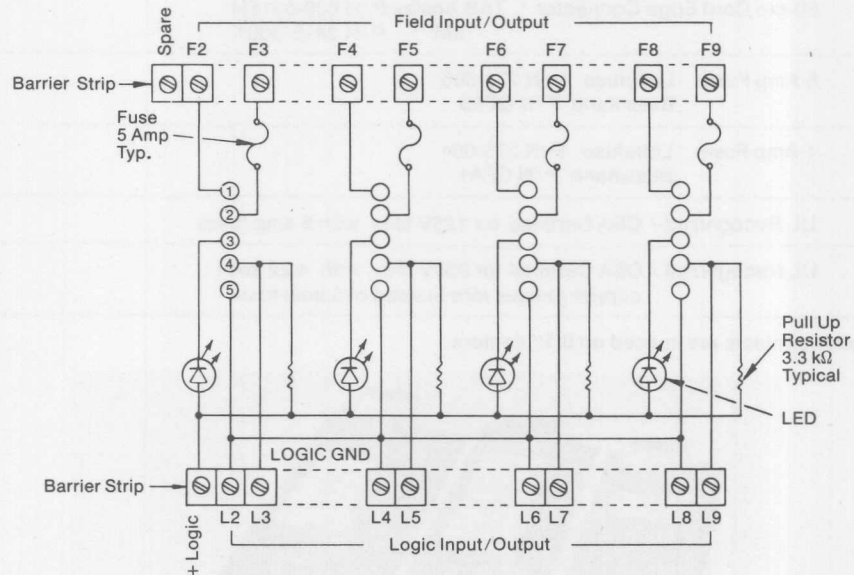 Field Input/Output
Spare F2 F3 F4 F5 F6 F7 F8 F9
Barrier Strip
Fuse
5 Amp
Typ.
1
2
3
4
5
Pull Up
Resistor
3.3 kΩ
Typical
LED
LOGIC GND
Barrier Strip
+ Logic L2 L3 L4 L5 L6 L7 L8 L9
Logic Input/Output